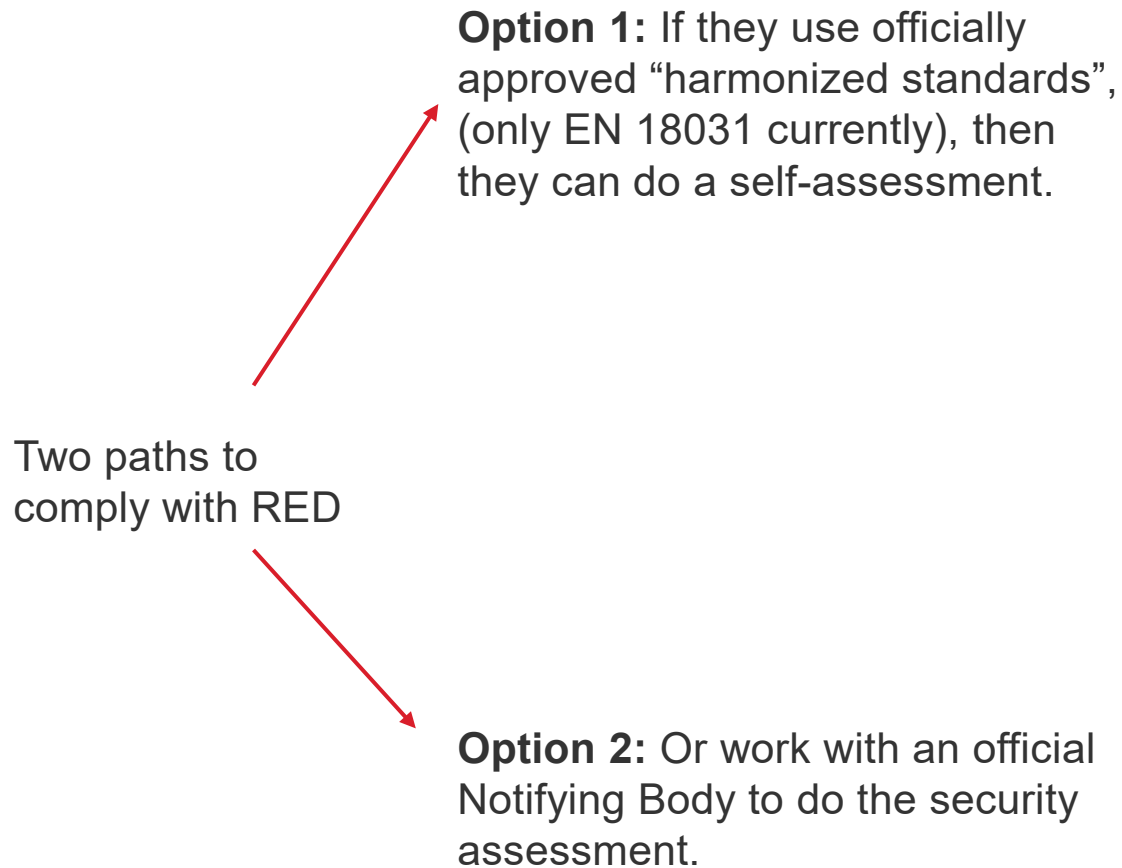 Option 1: If they use officially
approved “harmonized standards”,
(only EN 18031 currently), then
they can do a self-assessment.
Two paths to
comply with RED
Option 2: Or work with an official
Notifying Body to do the security
assessment.